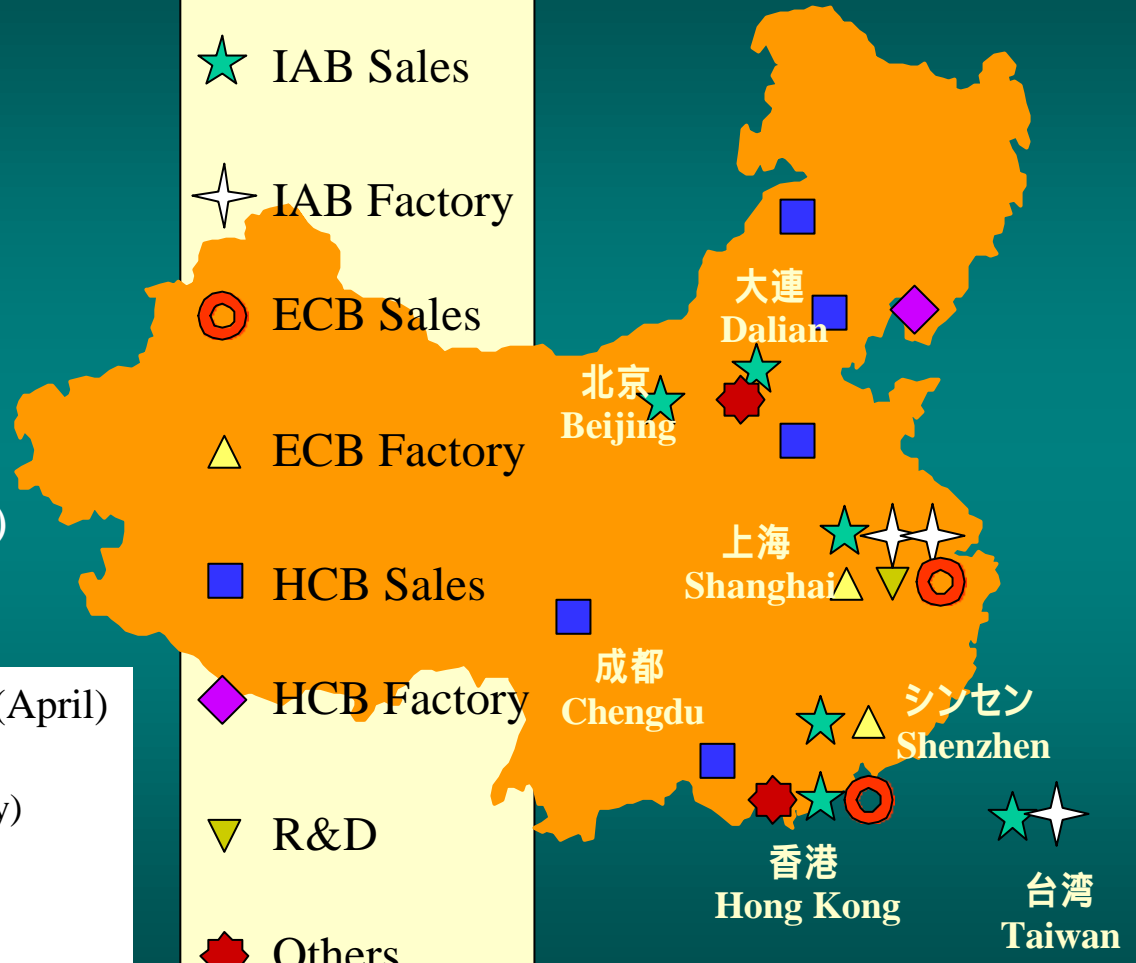 IAB Sales
IAB Factory
ECB Sales
ECB Factory
HCB Sales
HCB Factory
R&D
Others
)
(April)
y)
大連
Dalian
北京
Beijing
上海
Shanghai
成都
Chengdu
シンセン
Shenzhen
香港
Hong Kong
台湾
Taiwan